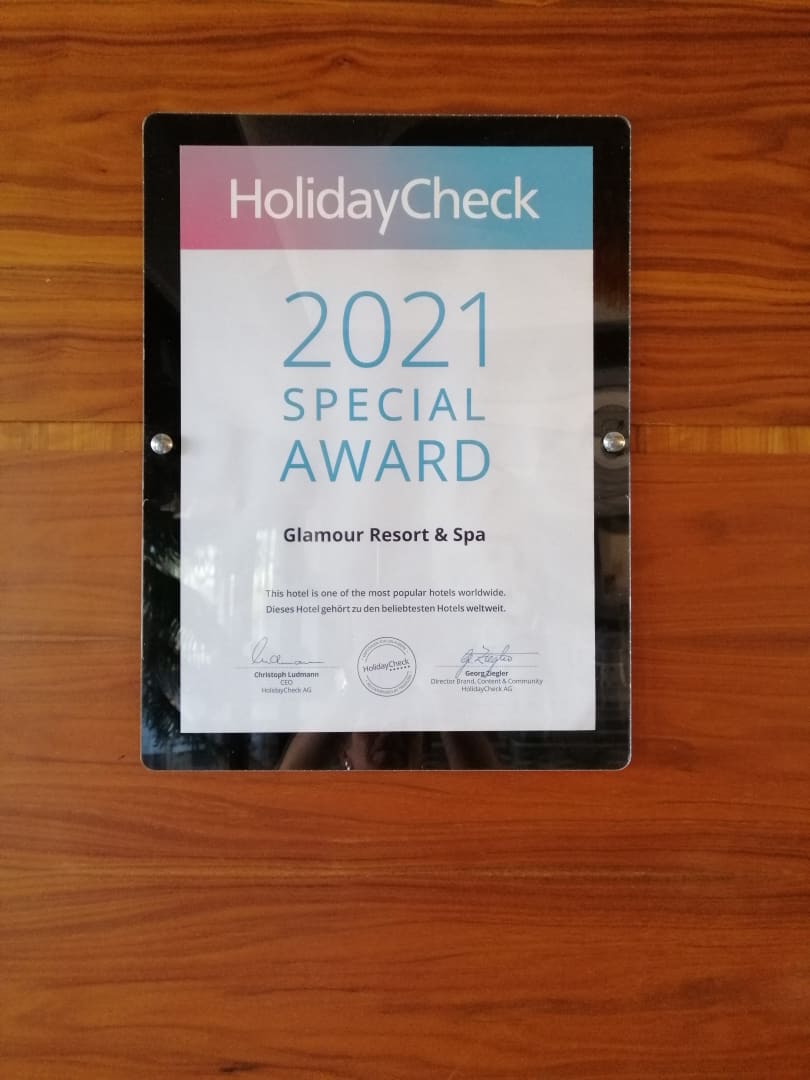 HolidayCheck
2021
SPECIAL
AWARD
Glamour Resort & Spa
This hotel is one of the most popular hotels worldwide.
Dieses Hotel gehört zu den beliebtesten Hotels weltweit.
Christoph Ludmann
CEO
HolidayCheck AG
HolidayCheck
Georg Ziegler
Director Brand, Content & Community
HolidayCheck AG